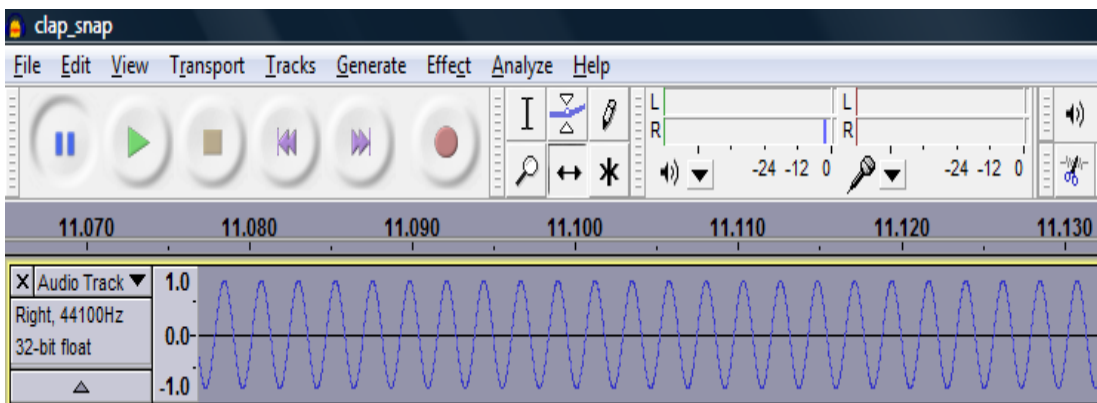 clap_snap
File Edit View Transport Tracks Generate Effect Analyze Help
L L
R R
-24 -12 0 -24 -12 0
11.070 11.080 11.090 11.100 11.110 11.120 11.130
X Audio Track 1.0
Right, 44100Hz
32-bit float 0.0
-1.0